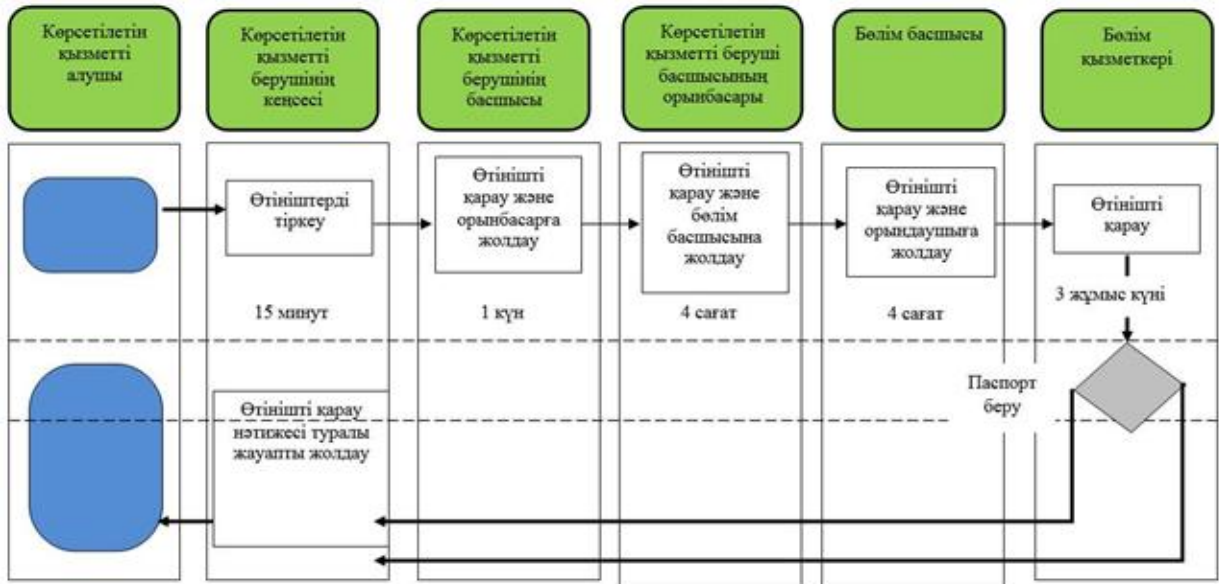 Көрсетілетін
қызметті
алушы
Көрсетілетін
қызметті
берушінің
кеңсесі
Көрсетілетін
қызметті
берушінің
басшысы
Көрсетілетін
қызметті беруші
басшысының
орынбасары
Бөлім басшысы
Бөлім
қызметкері
Өтініштерді
тіркеу
Өтінішті
қарау және
орынбасарға
жолдау
Өтінішті
қарау және
бөлім
басшысына
жолдау
Өтінішті
қарау және
орындаушыға
жолдау
Өтінішті
қарау
15 минут
1 күн
4 сағат
4 сағат
3 жұмыс күні
Өтінішті қарау
нәтижесі туралы
жауапты жолдау
Паспорт
беру